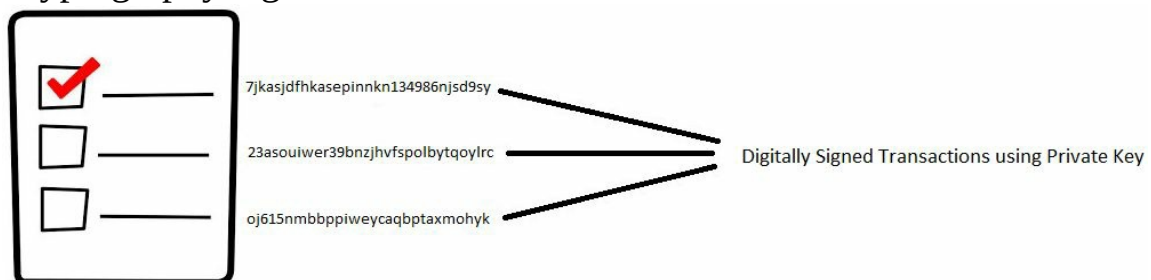 7jkasjdfhkasepinnkn134986njsd9sy
23asouiwer39bnzjhvfspolbytqoylrc
Digitally Signed Transactions using Private Key
oj615nmbbppiweycaqbptaxmohyk